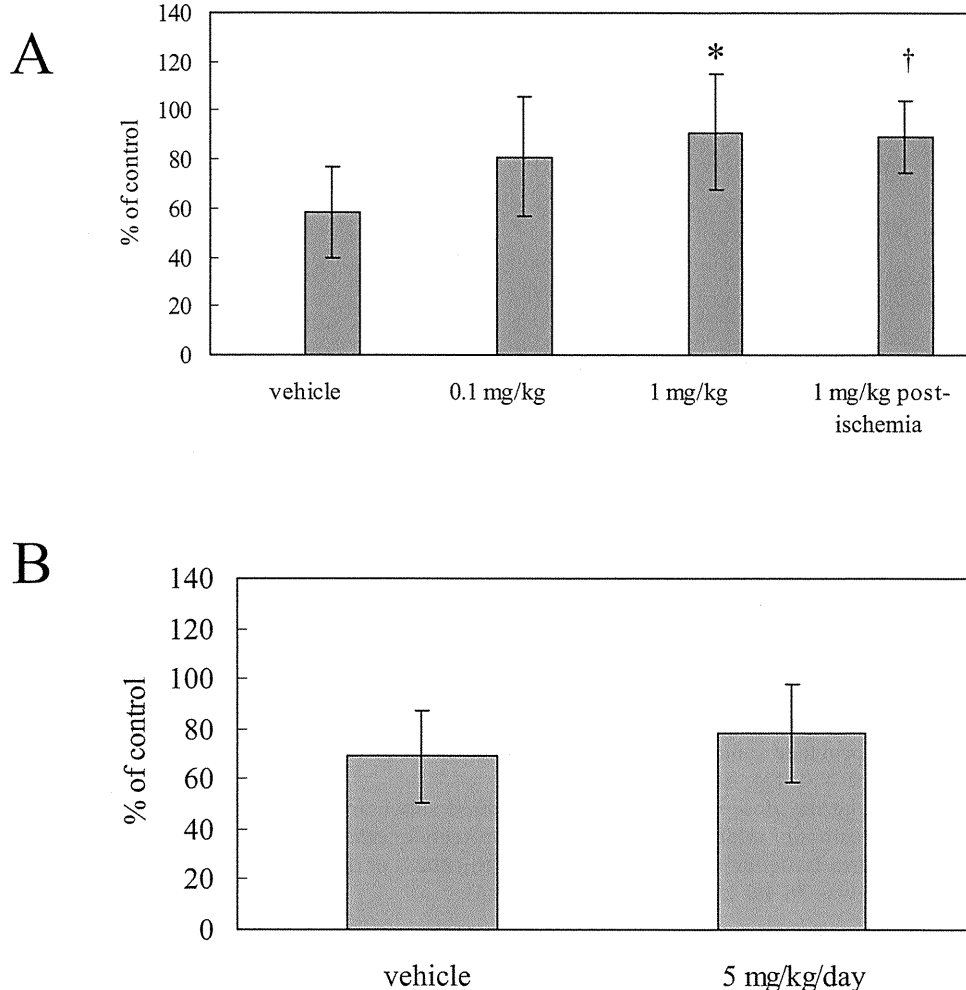 A
140
120
100
80
60
40
20
0
% of control
*
†
vehicle
0.1 mg/kg
1 mg/kg
1 mg/kg post-
ischemia
B
140
120
100
80
60
40
20
0
% of control
vehicle
5 mg/kg/day